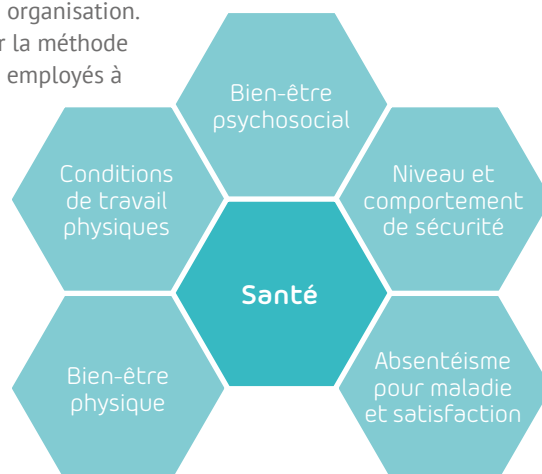 organisation.
r la méthode
employés à
Bien-être
psychosocial
Conditions
de travail
physiques
Niveau et
comportement
de sécurité
Santé
Bien-être
physique
Absentéisme
pour maladie
et satisfaction